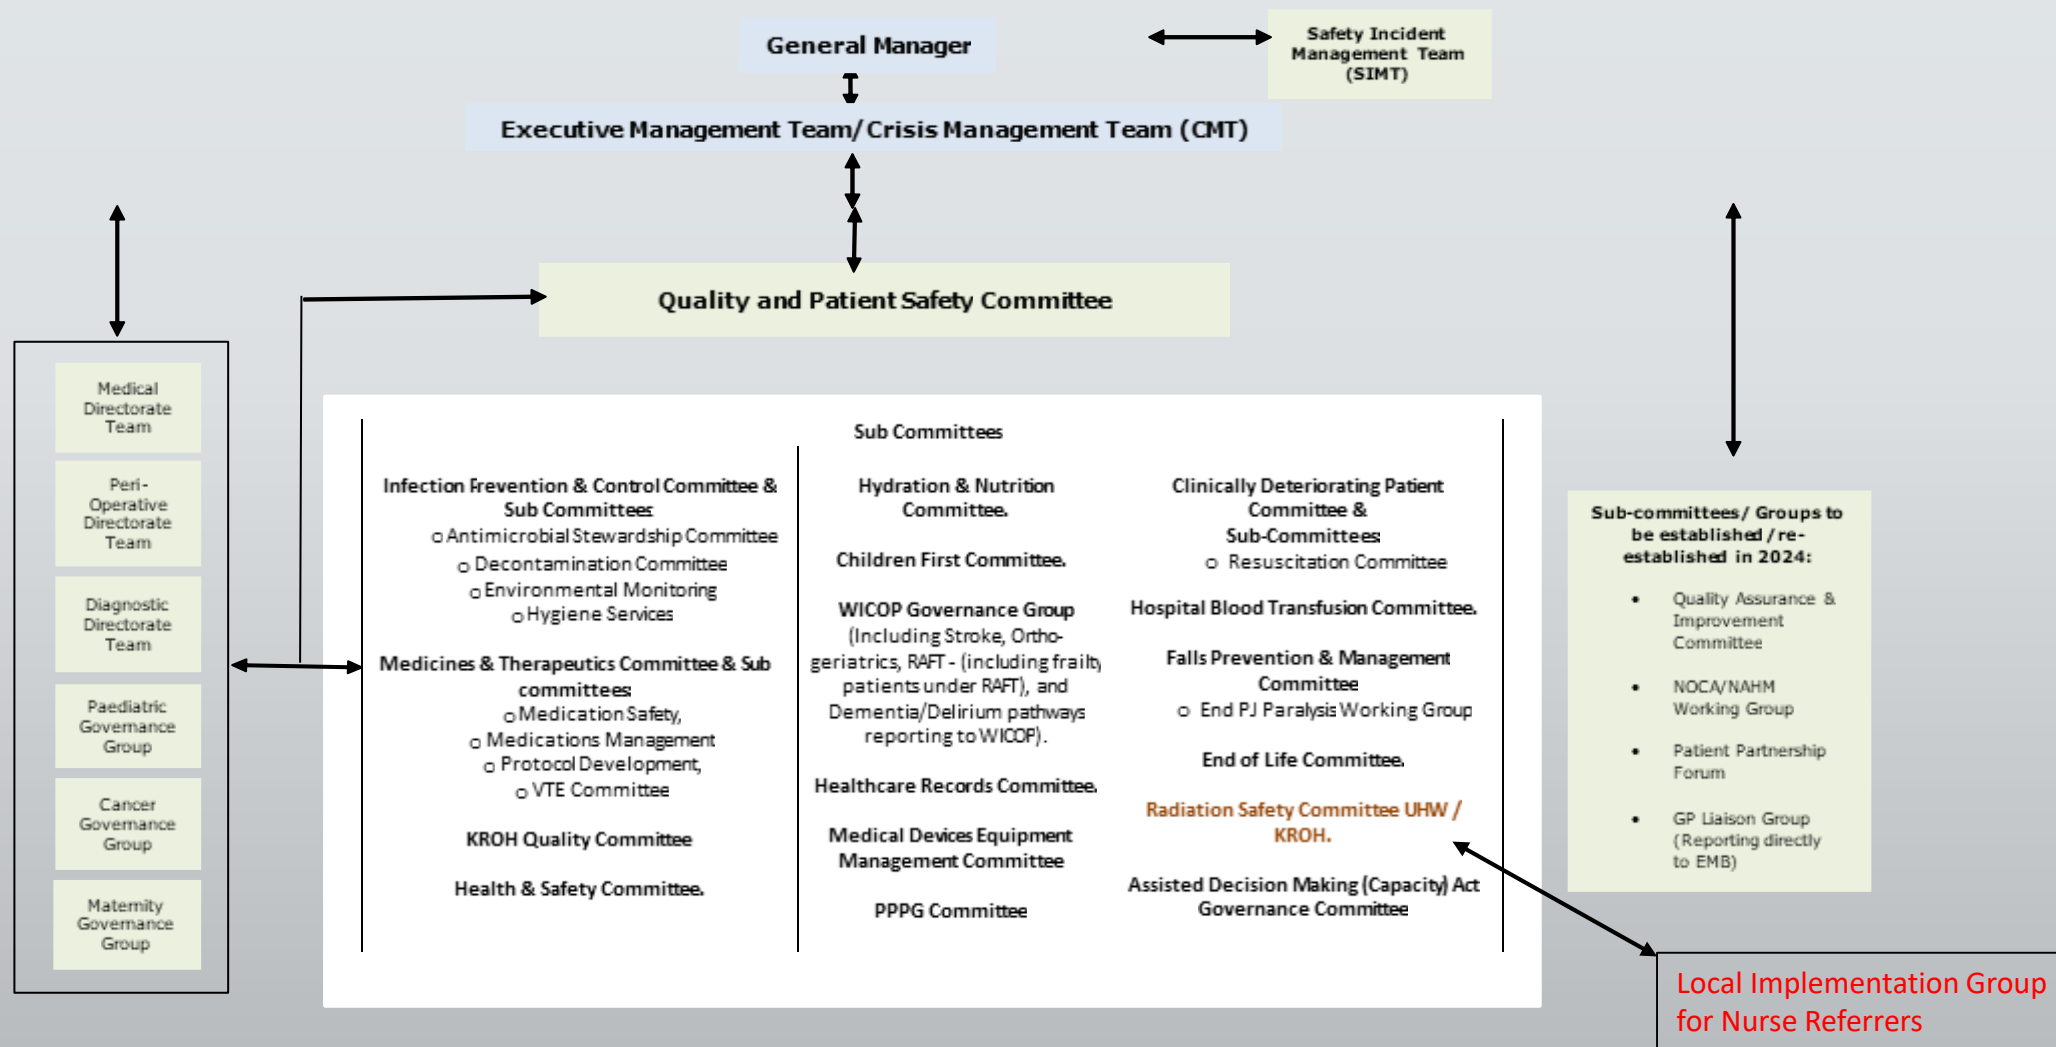 General Manager
Safety Incident
Management Team
(SIMT)
Executive Management Team/ Crisis Management Team (CMT)
Quality and Patient Safety Committee
Medical
Directorate
Team
Peri-
Operative
Directorate
Team
Diagnostic
Directorate
Team
Paediatric
Governance
Group
Cancer
Governance
Group
Maternity
Governance
Group
Sub Committees
Infection Prevention & Control Committee &
Sub Committees:
o Antimicrobial Stewardship Committee
o Decontamination Committee
o Environmental Monitoring
o Hygiene Services
Medicines & Therapeutics Committee & Sub
committees:
o Medication Safety,
o Medications Management
o Protocol Development,
o VTE Committee
KROH Quality Committee
Health & Safety Committee.
Hydration & Nutrition
Committee.
Children First Committee.
WICOP Governance Group
(Including Stroke, Ortho-
geriatrics, RAFT - (including frailty
patients under RAFT), and
Dementia/Delirium pathways
reporting to WICOP).
Healthcare Records Committee.
Medical Devices Equipment
Management Committee
PPPG Committee
Clinically Deteriorating Patient
Committee &
Sub-Committees:
o Resuscitation Committee
Hospital Blood Transfusion Committee.
Falls Prevention & Management
Committee
o End PJ Paralysis Working Group
End of Life Committee.
Radiation Safety Committee UHW /
KROH.
Assisted Decision Making (Capacity) Act
Governance Committee
Sub-committees/ Groups to
be established /re-
established in 2024:
• Quality Assurance &
Improvement
Committee
• NOCA/NAHM
Working Group
• Patient Partnership
Forum
• GP Liaison Group
(Reporting directly
to EMB)
Local Implementation Group
for Nurse Referrers